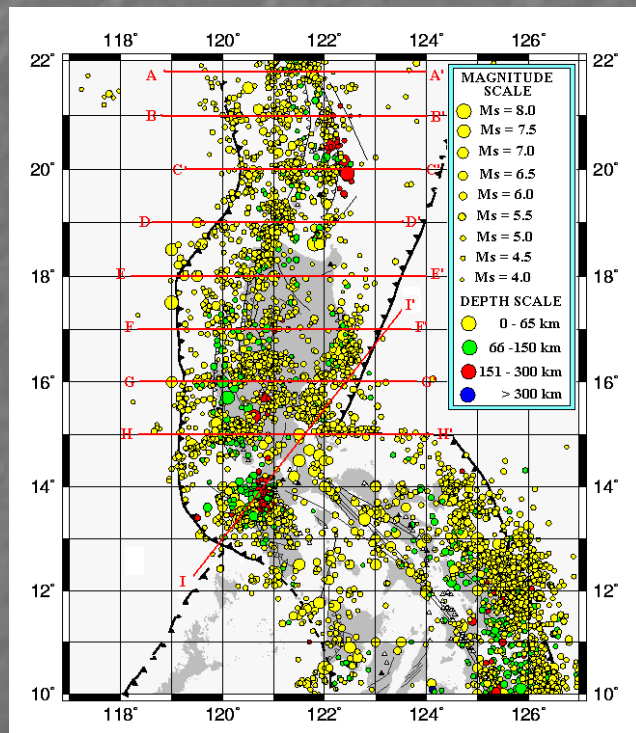 118° 120° 122° 124° 126°
22° 22°
A A'
B B'
C C'
20° 20°
D D'
18° E E' 18°
I'
F F'
16° G G' 16°
H H'
14° 14°
I
12° 12°
10° 10°
118° 120° 122° 124° 126°
MAGNITUDE
SCALE
Ms = 8.0
Ms = 7.5
Ms = 7.0
Ms = 6.5
Ms = 6.0
Ms = 5.5
Ms = 5.0
Ms = 4.5
Ms = 4.0
DEPTH SCALE
0 - 65 km
66 -150 km
151 - 300 km
> 300 km